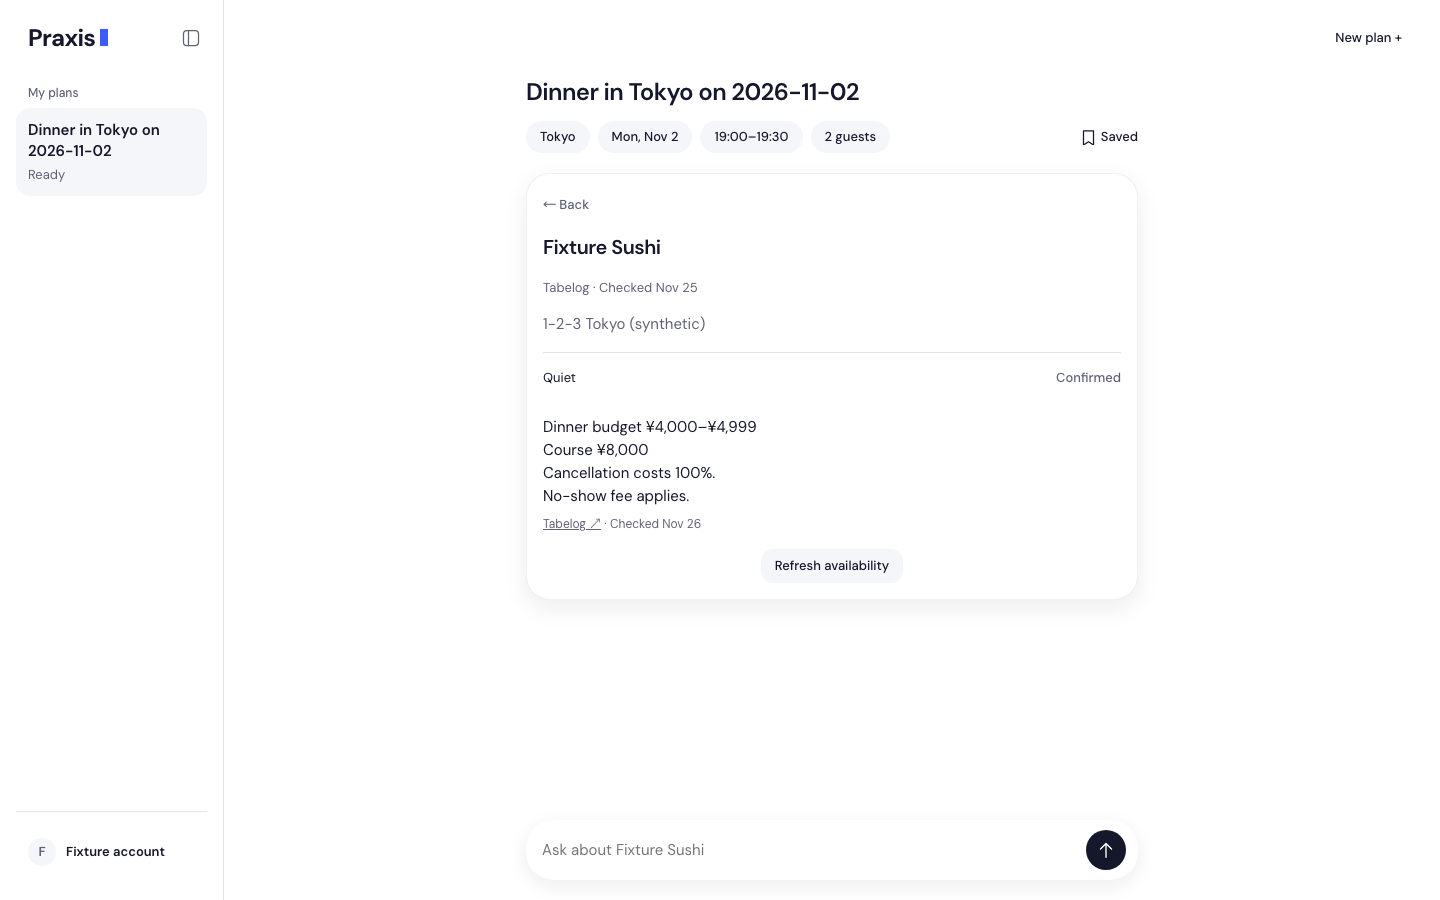 Praxis
New plan +
My plans
Dinner in Tokyo on
2026-11-02
Ready
Dinner in Tokyo on 2026-11-02
Tokyo
Mon, Nov 2
19:00–19:30
2 guests
Saved
← Back
Fixture Sushi
Tabelog · Checked Nov 25
1-2-3 Tokyo (synthetic)
Quiet
Confirmed
Dinner budget ¥4,000–¥4,999
Course ¥8,000
Cancellation costs 100%.
No-show fee applies.
Tabelog ↗ · Checked Nov 26
Refresh availability
Ask about Fixture Sushi
F
Fixture account